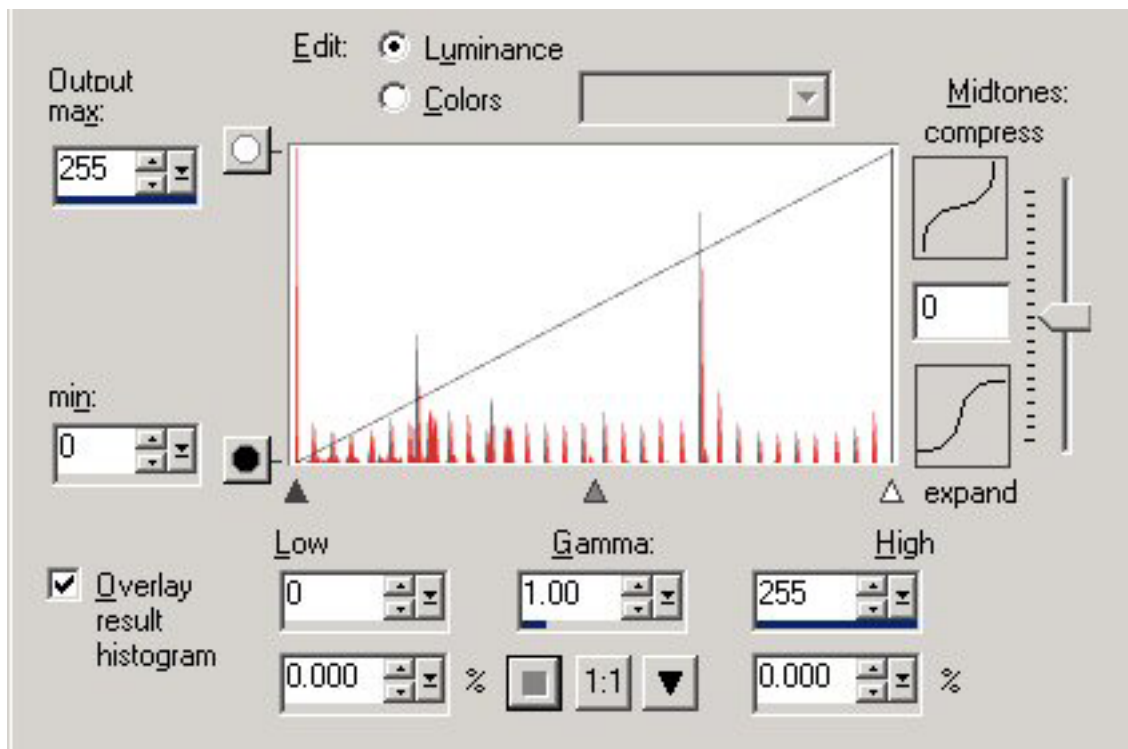 Edit: Luminance
Colors
Output
max:
255
Midtones:
compress
0
min:
0
expand
Low Gamma: High
0 1.00 255
Overlay
result
histogram
0.000 % 1:1 0.000 %